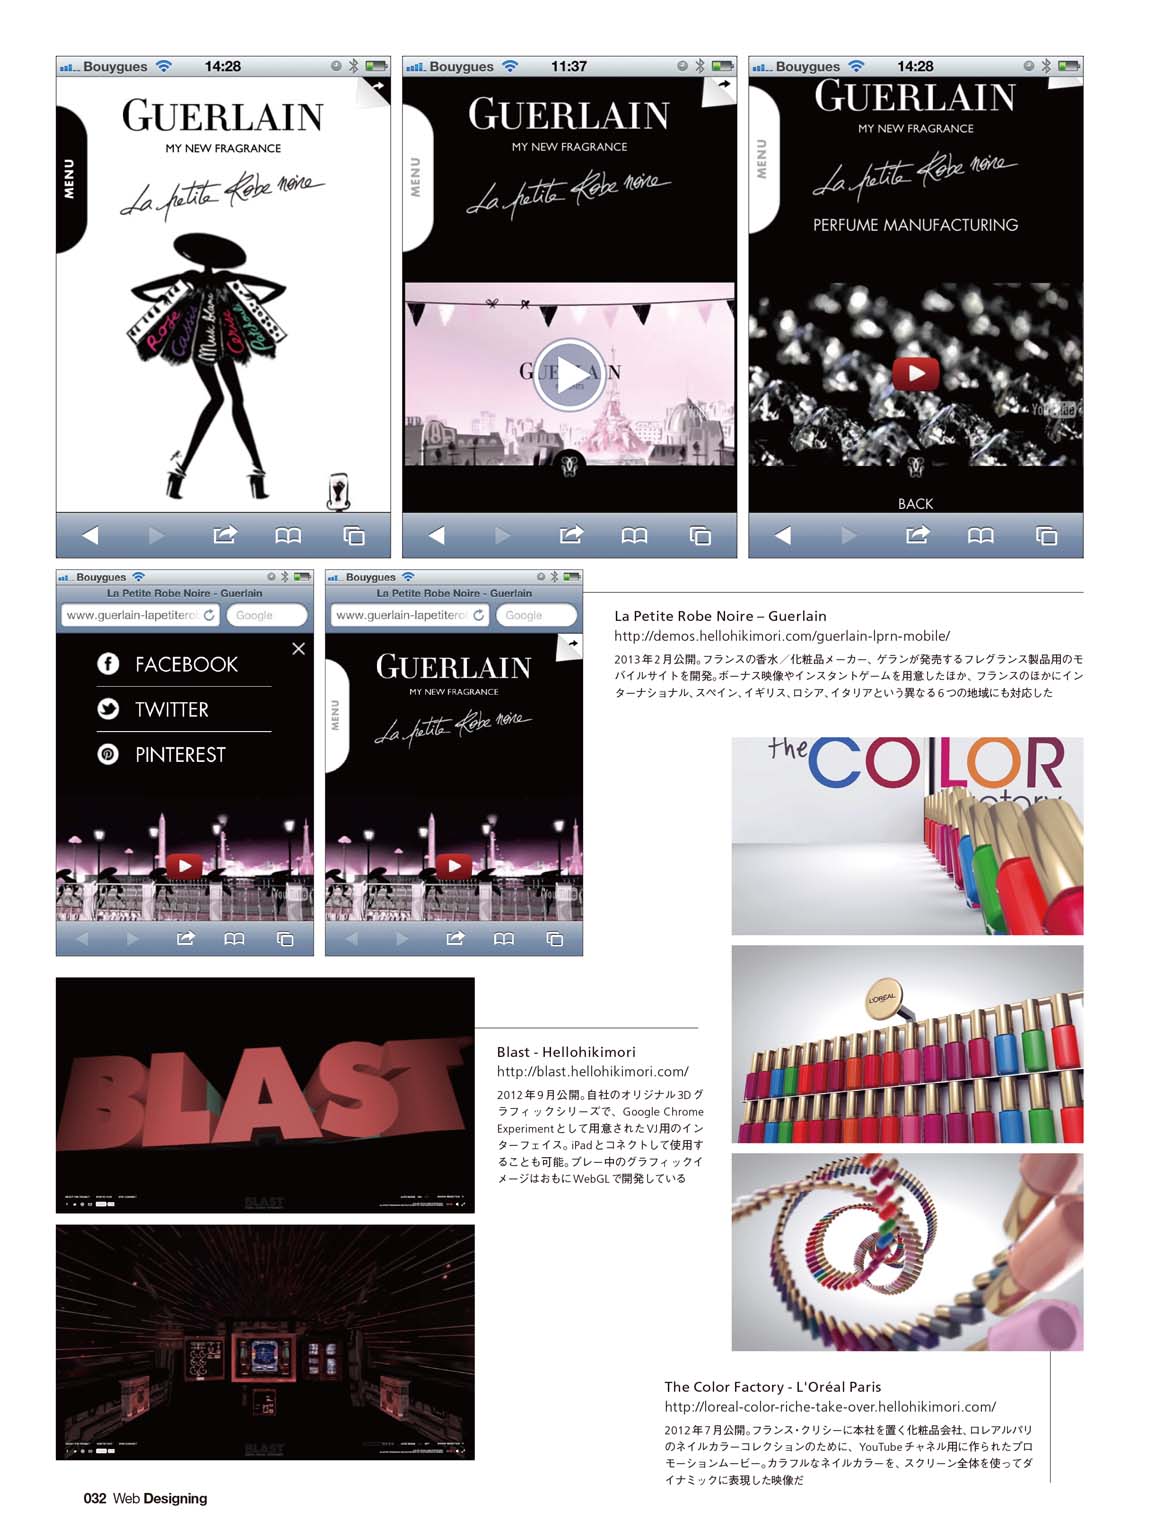 Bouygues 14:28
GUERLAIN
MY NEW FRAGRANCE
La petite Robe noire
MENU
Rose
Cassis
Musc blanc
Cerise
Patchouli
Bouygues 11:37
GUERLAIN
MY NEW FRAGRANCE
La petite Robe noire
MENU
GUERLAIN
Bouygues 14:28
GUERLAIN
MY NEW FRAGRANCE
La petite Robe noire
PERFUME MANUFACTURING
MENU
YouTube
BACK
Bouygues
La Petite Robe Noire - Guerlain
www.guerlain-lapetitero
Google
FACEBOOK
TWITTER
PINTEREST
YouTube
Bouygues
La Petite Robe Noire - Guerlain
www.guerlain-lapetiterol
Google
GUERLAIN
MY NEW FRAGRANCE
La petite Robe noire
MENU
YouTube
La Petite Robe Noire – Guerlain
http://demos.hellohikimori.com/guerlain-lprn-mobile/
2013年2月公開。フランスの香水／化粧品メーカー、ゲランが発売するフレグランス製品用のモ
バイルサイトを開発。ボーナス映像やインスタントゲームを用意したほか、フランスのほかにイン
ターナショナル、スペイン、イギリス、ロシア、イタリアという異なる6つの地域にも対応した
the COLOR
factory
L'ORÉAL
BLAST
BLAST
BLAST
Blast - Hellohikimori
http://blast.hellohikimori.com/
2012年9月公開。自社のオリジナル3Dグ
ラフィックシリーズで、Google Chrome
Experimentとして用意されたVJ用のイン
ターフェイス。iPadとコネクトして使用す
ることも可能。プレー中のグラフィックイ
メージはおもにWebGLで開発している
The Color Factory - L'Oréal Paris
http://loreal-color-riche-take-over.hellohikimori.com/
2012年7月公開。フランス・クリシーに本社を置く化粧品会社、ロレアルパリ
のネイルカラーコレクションのために、YouTubeチャネル用に作られたプロ
モーションムービー。カラフルなネイルカラーを、スクリーン全体を使ってダ
イナミックに表現した映像だ
032 Web Designing